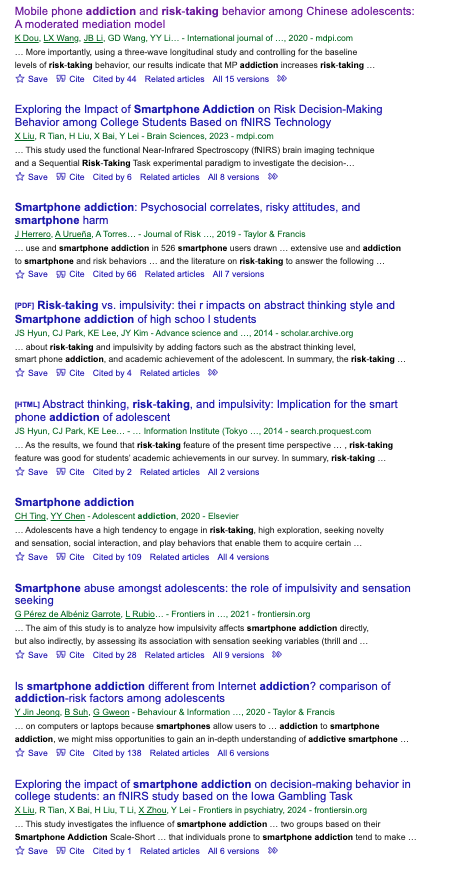 Mobile phone addiction and risk-taking behavior among Chinese adolescents:
A moderated mediation model
K Dou, LX Wang, JB Li, GD Wang, YY Li… - International journal of …, 2020 - mdpi.com
… More importantly, using a three-wave longitudinal study and controlling for the baseline
levels of risk-taking behavior, our results indicate that MP addiction increases risk-taking …
Save Cite Cited by 44 Related articles All 15 versions
Exploring the Impact of Smartphone Addiction on Risk Decision-Making
Behavior among College Students Based on fNIRS Technology
X Liu, R Tian, H Liu, X Bai, Y Lei - Brain Sciences, 2023 - mdpi.com
… This study used the functional Near-Infrared Spectroscopy (fNIRS) brain imaging technique
and a Sequential Risk-Taking Task experimental paradigm to investigate the decision-…
Save Cite Cited by 6 Related articles All 8 versions
Smartphone addiction: Psychosocial correlates, risky attitudes, and
smartphone harm
J Herrero, A Urueña, A Torres… - Journal of Risk …, 2019 - Taylor & Francis
… use and smartphone addiction in 526 smartphone users drawn … extensive use and addiction
to smartphone and risk behaviors … and the literature on risk-taking to answer the following …
Save Cite Cited by 66 Related articles All 7 versions
[PDF] Risk-taking vs. impulsivity: thei r impacts on abstract thinking style and
Smartphone addiction of high schoo l students
JS Hyun, CJ Park, KE Lee, JY Kim - Advance science and …, 2014 - scholar.archive.org
… about risk-taking and impulsivity by adding factors such as the abstract thinking level,
smart phone addiction, and academic achievement of the adolescent. In summary, the risk-taking …
Save Cite Cited by 4 Related articles
[HTML] Abstract thinking, risk-taking, and impulsivity: Implication for the smart
phone addiction of adolescent
JS Hyun, CJ Park, KE Lee… - … Information Institute (Tokyo …, 2014 - search.proquest.com
… As the results, we found that risk-taking feature of the present time perspective … , risk-taking
feature was good for students' academic achievements in our survey. In summary, risk-taking …
Save Cite Cited by 2 Related articles All 2 versions
Smartphone addiction
CH Ting, YY Chen - Adolescent addiction, 2020 - Elsevier
… Adolescents have a high tendency to engage in risk-taking, high exploration, seeking novelty
and sensation, social interaction, and play behaviors that enable them to acquire certain …
Save Cite Cited by 109 Related articles All 4 versions
Smartphone abuse amongst adolescents: the role of impulsivity and sensation
seeking
G Pérez de Albéniz Garrote, L Rubio… - Frontiers in …, 2021 - frontiersin.org
… The aim of this study is to analyze how impulsivity affects smartphone addiction directly,
but also indirectly, by assessing its association with sensation seeking variables (thrill and …
Save Cite Cited by 28 Related articles All 9 versions
Is smartphone addiction different from Internet addiction? comparison of
addiction-risk factors among adolescents
Y Jin Jeong, B Suh, G Gweon - Behaviour & Information …, 2020 - Taylor & Francis
… on computers or laptops because smartphones allow users to … addiction to smartphone
addiction, we might miss opportunities to gain an in-depth understanding of addictive smartphone …
Save Cite Cited by 138 Related articles All 6 versions
Exploring the impact of smartphone addiction on decision-making behavior in
college students: an fNIRS study based on the Iowa Gambling Task
X Liu, R Tian, X Bai, H Liu, T Li, X Zhou, Y Lei - Frontiers in psychiatry, 2024 - frontiersin.org
… This study investigates the influence of smartphone addiction … two groups based on their
Smartphone Addiction Scale-Short … that individuals prone to smartphone addiction tend to make …
Save Cite Cited by 1 Related articles All 6 versions